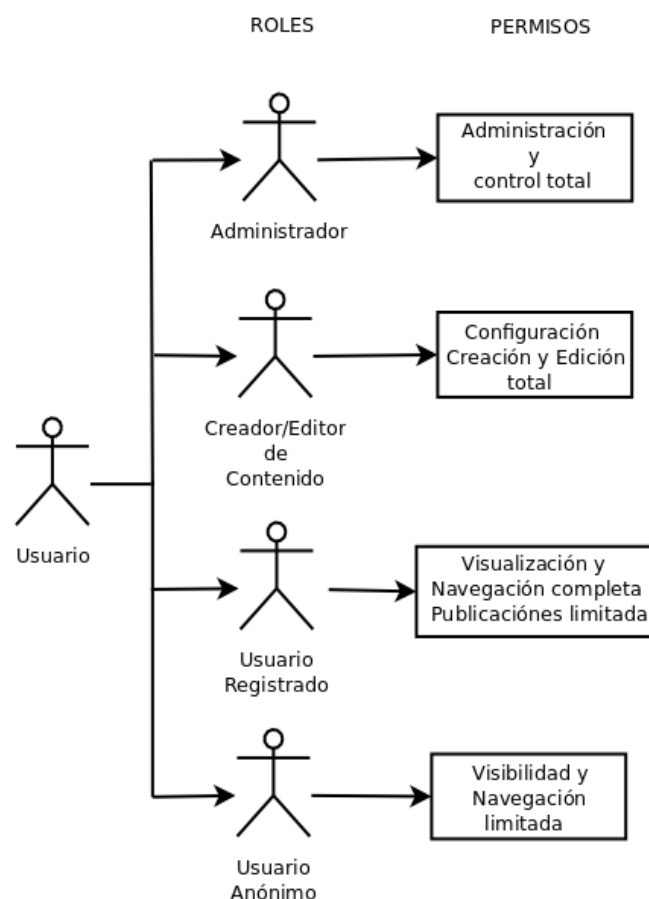 ROLES
PERMISOS
Administración
y
control total
Administrador
Configuración
Creación y Edición
total
Creador/Editor
de
Contenido
Usuario
Visualización y
Navegación completa
Publicaciónes limitada
Usuario
Registrado
Visibilidad y
Navegación
limitada
Usuario
Anónimo